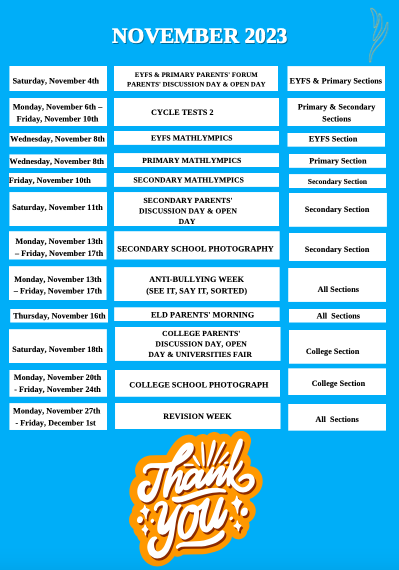 NOVEMBER 2023
Saturday, November 4th
EYFS & PRIMARY PARENTS' FORUM
PARENTS' DISCUSSION DAY & OPEN DAY
EYFS & Primary Sections
Monday, November 6th –
Friday, November 10th
CYCLE TESTS 2
Primary & Secondary
Sections
Wednesday, November 8th
EYFS MATHLYMPICS
EYFS Section
Wednesday, November 8th
PRIMARY MATHLYMPICS
Primary Section
Friday, November 10th
SECONDARY MATHLYMPICS
Secondary Section
Saturday, November 11th
SECONDARY PARENTS'
DISCUSSION DAY & OPEN
DAY
Secondary Section
Monday, November 13th
– Friday, November 17th
SECONDARY SCHOOL PHOTOGRAPHY
Secondary Section
Monday, November 13th
– Friday, November 17th
ANTI-BULLYING WEEK
(SEE IT, SAY IT, SORTED)
All Sections
Thursday, November 16th
ELD PARENTS' MORNING
All Sections
Saturday, November 18th
COLLEGE PARENTS'
DISCUSSION DAY, OPEN
DAY & UNIVERSITIES FAIR
College Section
Monday, November 20th
- Friday, November 24th
COLLEGE SCHOOL PHOTOGRAPH
College Section
Monday, November 27th
- Friday, December 1st
REVISION WEEK
All Sections
Thank
you